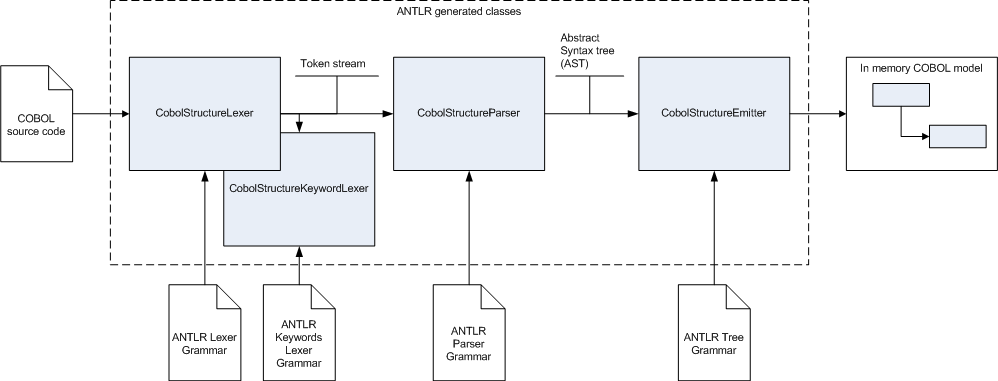 ANTLR generated classes
Abstract
Syntax tree
(AST)
Token stream
In memory COBOL model
COBOL
source code
CobolStructureLexer
CobolStructureParser
CobolStructureEmitter
CobolStructureKeywordLexer
ANTLR Lexer
Grammar
ANTLR
Keywords
Lexer
Grammar
ANTLR
Parser
Grammar
ANTLR Tree
Grammar